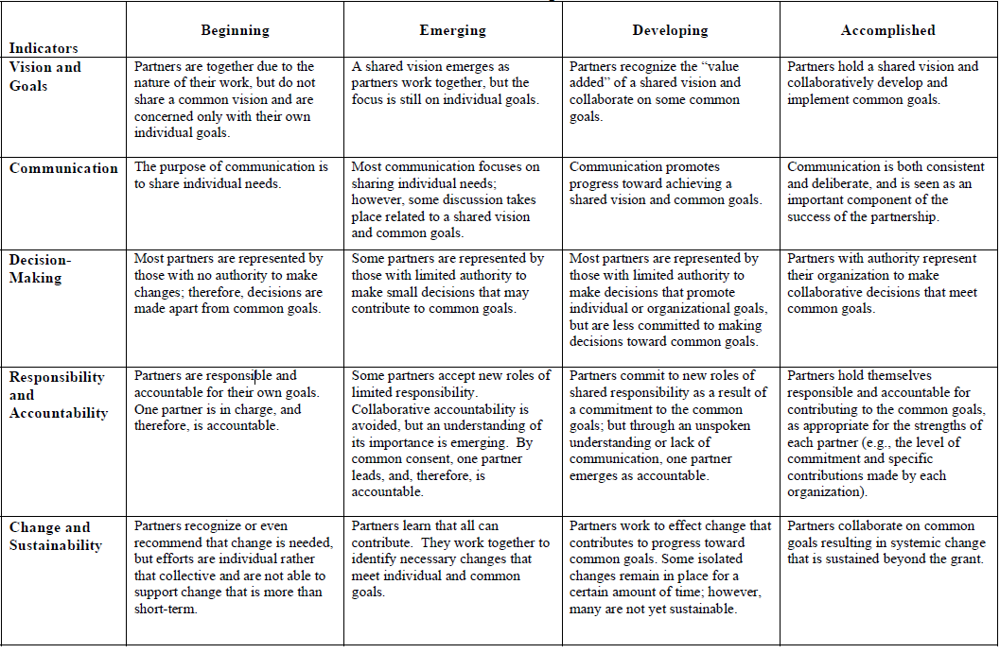 Beginning
Emerging
Developing
Accomplished
Indicators
Vision and
Goals
Partners are together due to the
nature of their work, but do not
share a common vision and are
concerned only with their own
individual goals.
A shared vision emerges as
partners work together, but the
focus is still on individual goals.
Partners recognize the “value
added” of a shared vision and
collaborate on some common
goals.
Partners hold a shared vision and
collaboratively develop and
implement common goals.
Communication
The purpose of communication is
to share individual needs.
Most communication focuses on
sharing individual needs;
however, some discussion takes
place related to a shared vision
and common goals.
Communication promotes
progress toward achieving a
shared vision and common goals.
Communication is both consistent
and deliberate, and is seen as an
important component of the
success of the partnership.
Decision-
Making
Most partners are represented by
those with no authority to make
changes; therefore, decisions are
made apart from common goals.
Some partners are represented by
those with limited authority to
make small decisions that may
contribute to common goals.
Most partners are represented by
those with limited authority to
make decisions that promote
individual or organizational goals,
but are less committed to making
decisions toward common goals.
Partners with authority represent
their organization to make
collaborative decisions that meet
common goals.
Responsibility
and
Accountability
Partners are responsible and
accountable for their own goals.
One partner is in charge, and
therefore, is accountable.
Some partners accept new roles of
limited responsibility.
Collaborative accountability is
avoided, but an understanding of
its importance is emerging.  By
common consent, one partner
leads, and, therefore, is
accountable.
Partners commit to new roles of
shared responsibility as a result of
a commitment to the common
goals; but through an unspoken
understanding or lack of
communication, one partner
emerges as accountable.
Partners hold themselves
responsible and accountable for
contributing to the common goals,
as appropriate for the strengths of
each partner (e.g., the level of
commitment and specific
contributions made by each
organization).
Change and
Sustainability
Partners recognize or even
recommend that change is needed,
but efforts are individual rather
that collective and are not able to
support change that is more than
short-term.
Partners learn that all can
contribute.  They work together to
identify necessary changes that
meet individual and common
goals.
Partners work to effect change that
contributes to progress toward
common goals. Some isolated
changes remain in place for a
certain amount of time; however,
many are not yet sustainable.
Partners collaborate on common
goals resulting in systemic change
that is sustained beyond the grant.